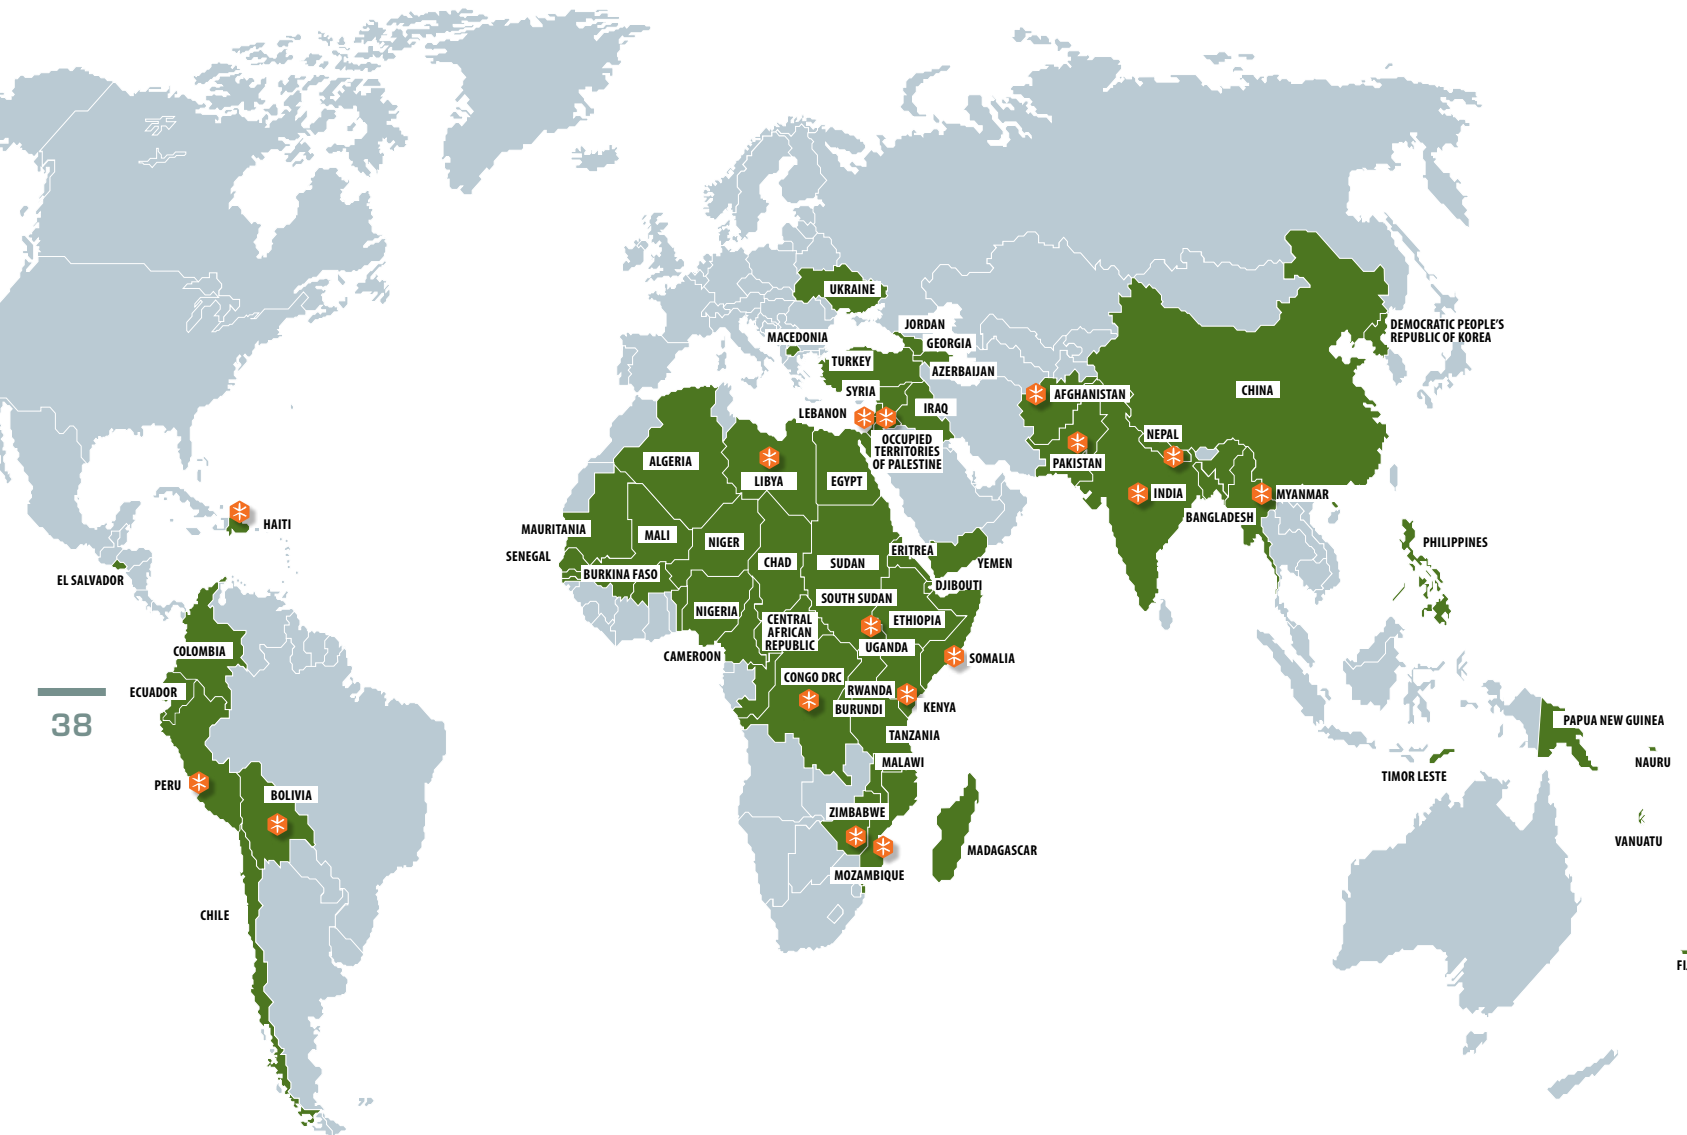 UKRAINE
JORDAN
DEMOCRATIC PEOPLE'S
REPUBLIC OF KOREA
MACEDONIA
GEORGIA
TURKEY
AZERBAIJAN
SYRIA
AFGHANISTAN
CHINA
LEBANON
IRAQ
NEPAL
OCCUPIED
TERRITORIES
OF PALESTINE
ALGERIA
PAKISTAN
LIBYA
EGYPT
INDIA
MYANMAR
HAITI
MAURITANIA
MALI
NIGER
BANGLADESH
PHILIPPINES
SENEGAL
ERITREA
YEMEN
CHAD
SUDAN
EL SALVADOR
BURKINA FASO
DJIBOUTI
SOUTH SUDAN
NIGERIA
ETHIOPIA
CENTRAL
AFRICAN
REPUBLIC
COLOMBIA
CAMEROON
UGANDA
SOMALIA
CONGO DRC
ECUADOR
RWANDA
BURUNDI
KENYA
38
PAPUA NEW GUINEA
TANZANIA
MALAWI
NAURU
TIMOR LESTE
PERU
BOLIVIA
ZIMBABWE
VANUATU
MADAGASCAR
MOZAMBIQUE
CHILE